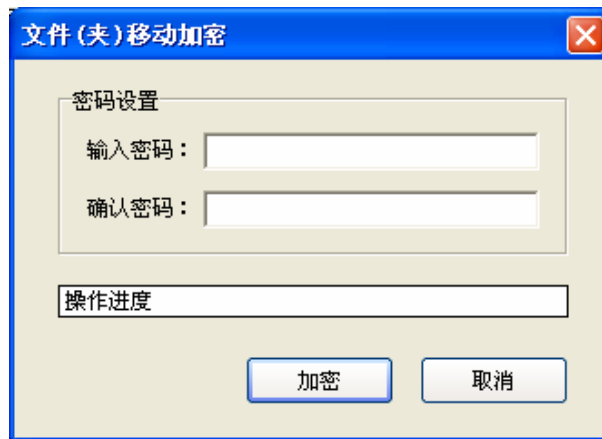 文件(夹)移动加密
密码设置
输入密码：
确认密码：
操作进度
加密 取消